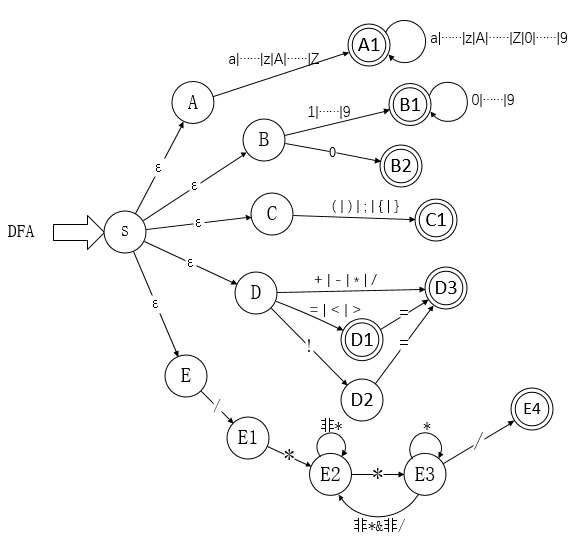 A1
a|······|z|A|······|Z|0|······|9
a|······|z|A|······|Z
A
B1
0|······|9
1|······|9
B
0
B2
ε
ε
C
(|)|;|{|}
C1
DFA
S
ε
ε
D
+|-|*|/
D3
=|<|>
=
D1
!
=
ε
E
D2
/
E1
*
非*
E2
*
*
E3
/
E4
非*&非/